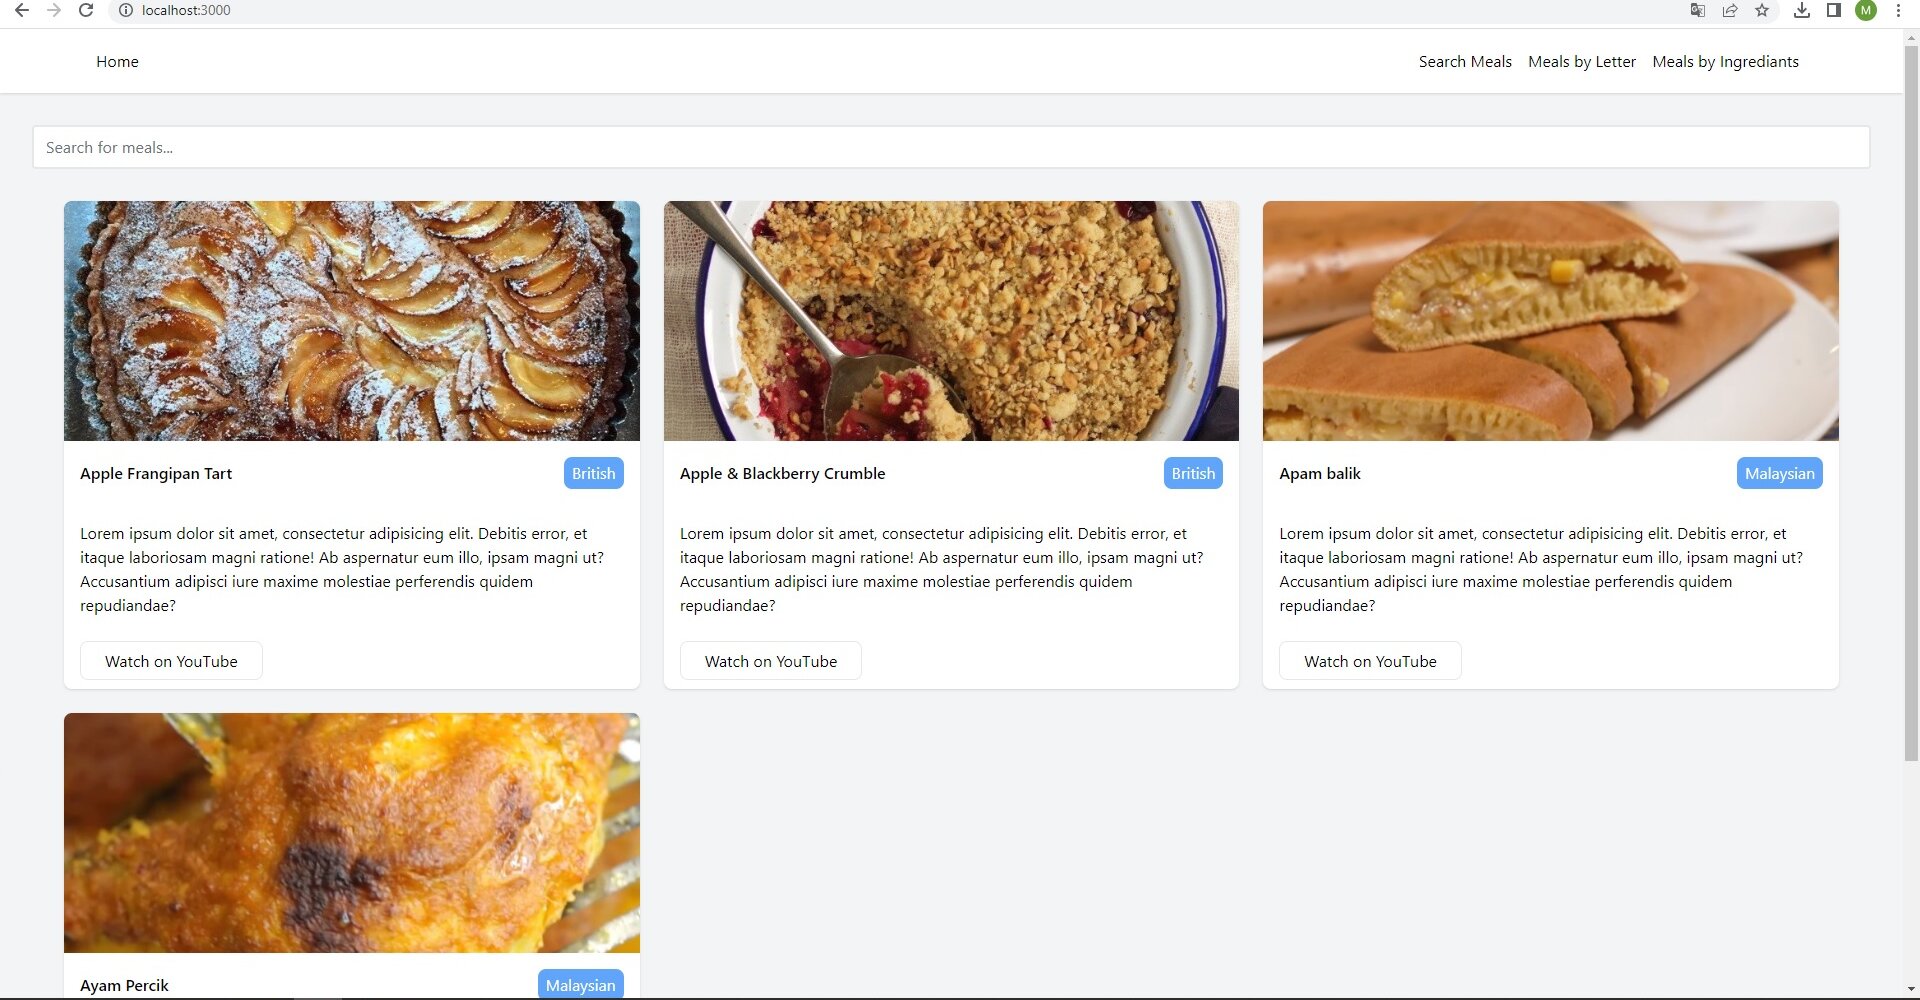 localhost:3000
M
Home
Search Meals Meals by Letter Meals by Ingrediants
Search for meals...
Apple Frangipan Tart British
Lorem ipsum dolor sit amet, consectetur adipisicing elit. Debitis error, et
itaque laboriosam magni ratione! Ab aspernatur eum illo, ipsam magni ut?
Accusantium adipisci iure maxime molestiae perferendis quidem
repudiandae?
Watch on YouTube
Apple & Blackberry Crumble British
Lorem ipsum dolor sit amet, consectetur adipisicing elit. Debitis error, et
itaque laboriosam magni ratione! Ab aspernatur eum illo, ipsam magni ut?
Accusantium adipisci iure maxime molestiae perferendis quidem
repudiandae?
Watch on YouTube
Apam balik Malaysian
Lorem ipsum dolor sit amet, consectetur adipisicing elit. Debitis error, et
itaque laboriosam magni ratione! Ab aspernatur eum illo, ipsam magni ut?
Accusantium adipisci iure maxime molestiae perferendis quidem
repudiandae?
Watch on YouTube
Ayam Percik Malaysian